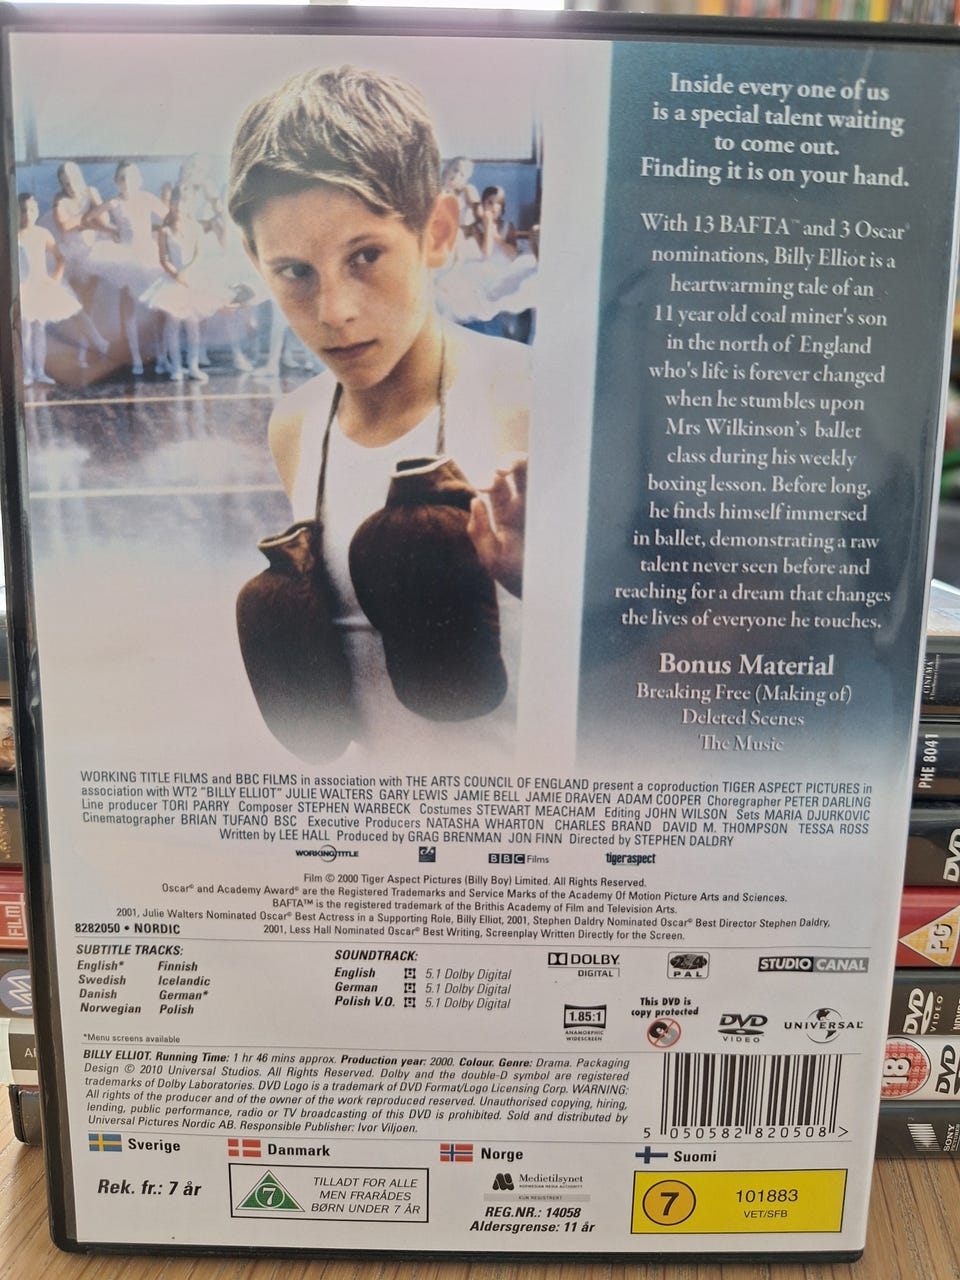 Inside every one of us
is a special talent waiting
to come out.
Finding it is on your hand.
With 13 BAFTA™ and 3 Oscar®
nominations, Billy Elliot is a
heartwarming tale of an
11 year old coal miner's son
in the north of England
who's life is forever changed
when he stumbles upon
Mrs Wilkinson's ballet
class during his weekly
boxing lesson. Before long,
he finds himself immersed
in ballet, demonstrating a raw
talent never seen before and
reaching for a dream that changes
the lives of everyone he touches.
Bonus Material
Breaking Free (Making of)
Deleted Scenes
The Music
WORKING TITLE FILMS and BBC FILMS in association with THE ARTS COUNCIL OF ENGLAND present a coproduction TIGER ASPECT PICTURES in
association with WT2 "BILLY ELLIOT" JULIE WALTERS GARY LEWIS JAMIE BELL JAMIE DRAVEN ADAM COOPER Choregrapher PETER DARLING
Line producer TORI PARRY Composer STEPHEN WARBECK Costumes STEWART MEACHAM Editing JOHN WILSON Sets MARIA DJURKOVIC
Cinematographer BRIAN TUFANO BSC Executive Producers NATASHA WHARTON CHARLES BRAND DAVID M. THOMPSON TESSA ROSS
Written by LEE HALL Produced by GRAG BRENMAN JON FINN Directed by STEPHEN DALDRY
WORKING TITLE
BBC Films
tigeraspect
Film © 2000 Tiger Aspect Pictures (Billy Boy) Limited. All Rights Reserved.
Oscar® and Academy Award® are the Registered Trademarks and Service Marks of the Academy Of Motion Picture Arts and Sciences.
BAFTA™ is the registered trademark of the Brithis Academy of Film and Television Arts.
2001, Julie Walters Nominated Oscar® Best Actress in a Supporting Role, Billy Elliot, 2001, Stephen Daldry Nominated Oscar® Best Director Stephen Daldry,
2001, Less Hall Nominated Oscar® Best Writing, Screenplay Written Directly for the Screen.
8282050 • NORDIC
SUBTITLE TRACKS:
English* Finnish
Swedish Icelandic
Danish German*
Norwegian Polish
*Menu screens available
SOUNDTRACK:
English 5.1 Dolby Digital
German 5.1 Dolby Digital
Polish V.O. 5.1 Dolby Digital
DOLBY
DIGITAL
2/4
PAL
STUDIO CANAL
1.85:1
ANAMORPHIC
WIDESCREEN
This DVD is
copy protected
DVD
VIDEO
UNIVERSAL
BILLY ELLIOT. Running Time: 1 hr 46 mins approx. Production year: 2000. Colour. Genre: Drama. Packaging
Design © 2010 Universal Studios. All Rights Reserved. Dolby and the double-D symbol are registered
trademarks of Dolby Laboratories. DVD Logo is a trademark of DVD Format/Logo Licensing Corp. WARNING:
All rights of the producer and of the owner of the work reproduced reserved. Unauthorised copying, hiring,
lending, public performance, radio or TV broadcasting of this DVD is prohibited. Sold and distributed by
Universal Pictures Nordic AB. Responsible Publisher: Ivor Viljoen.
5 050582 820508 >
Sverige
Rek. fr.: 7 år
Danmark
7
TILLADT FOR ALLE
MEN FRARÅDES
BØRN UNDER 7 ÅR
Norge
Medietilsynet
NORWEGIAN MEDIA AUTHORITY
KUN REGISTRERT
REG.NR.: 14058
Aldersgrense: 11 år
Suomi
7
101883
VET/SFB
CINEMA
PHE 8041
DVD
FILM
PG
DVD
VIDEO
18
DVD
SONY